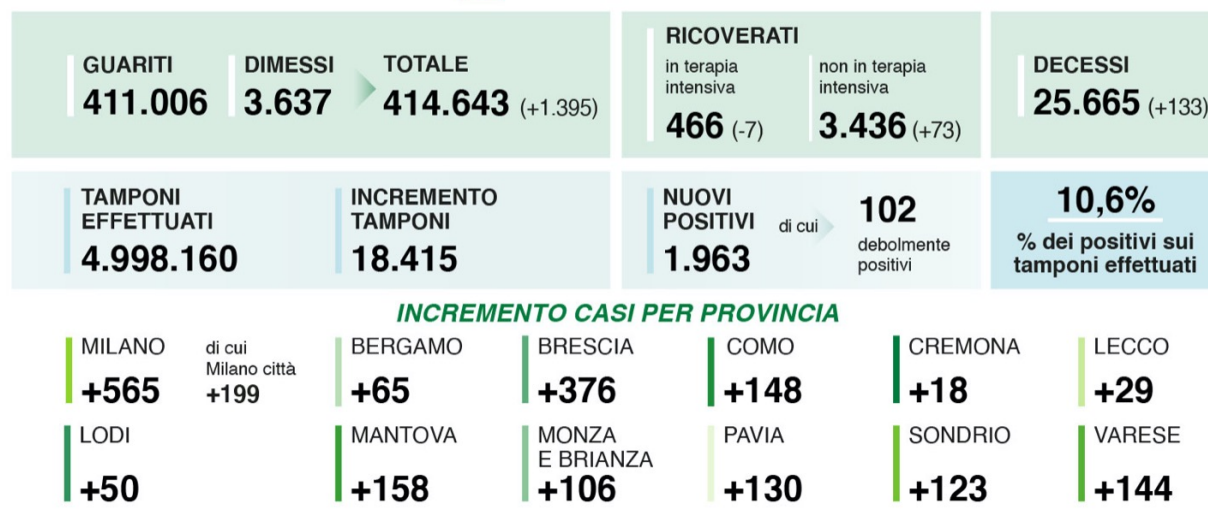 GUARITI
411.006
DIMESSI
3.637
TOTALE
414.643 (+1.395)
RICOVERATI
in terapia
intensiva
466 (-7)
non in terapia
intensiva
3.436 (+73)
DECESSI
25.665 (+133)
TAMPONI
EFFETTUATI
4.998.160
INCREMENTO
TAMPONI
18.415
NUOVI
POSITIVI
1.963
di cui
102
debolmente
positivi
10,6%
% dei positivi sui
tamponi effettuati
INCREMENTO CASI PER PROVINCIA
MILANO
+565
di cui
Milano città
+199
BERGAMO
+65
BRESCIA
+376
COMO
+148
CREMONA
+18
LECCO
+29
LODI
+50
MANTOVA
+158
MONZA
E BRIANZA
+106
PAVIA
+130
SONDRIO
+123
VARESE
+144